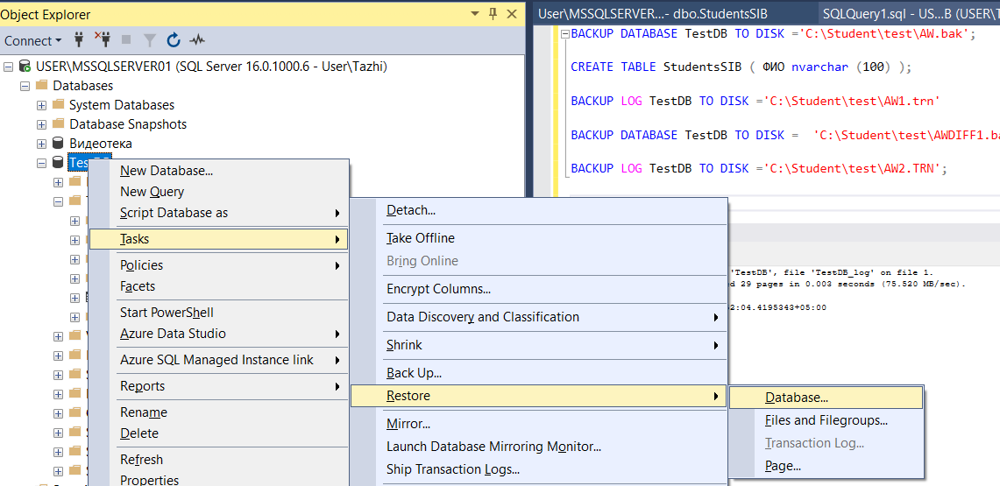 Object Explorer
Connect
USER\MSSQLSERVER01 (SQL Server 16.0.1000.6 - User\Tazhi)
Databases
System Databases
Database Snapshots
Видеотека
New Database...
New Query
Script Database as
Tasks
Policies
Facets
Start PowerShell
Azure Data Studio
Azure SQL Managed Instance link
Reports
Rename
Delete
Refresh
Properties
Detach...
Take Offline
Bring Online
Encrypt Columns...
Data Discovery and Classification
Shrink
Back Up...
Restore
Mirror...
Launch Database Mirroring Monitor...
Ship Transaction Logs...
Database...
Files and Filegroups...
Transaction Log...
Page...
User\MSSQLSERVER...- dbo.StudentsSIB
SQLQuery1.sql - US...B (USER\T
BACKUP DATABASE TestDB TO DISK ='C:\Student\test\AW.bak';
CREATE TABLE StudentsSIB ( ФИО nvarchar (100) );
BACKUP LOG TestDB TO DISK ='C:\Student\test\AW1.trn'
BACKUP DATABASE TestDB TO DISK = 'C:\Student\test\AWDIFF1.ba
BACKUP LOG TestDB TO DISK ='C:\Student\test\AW2.TRN';
'TestDB', file 'TestDB_log' on file 1.
d 29 pages in 0.003 seconds (75.520 MB/sec).
2:04.4195343+05:00